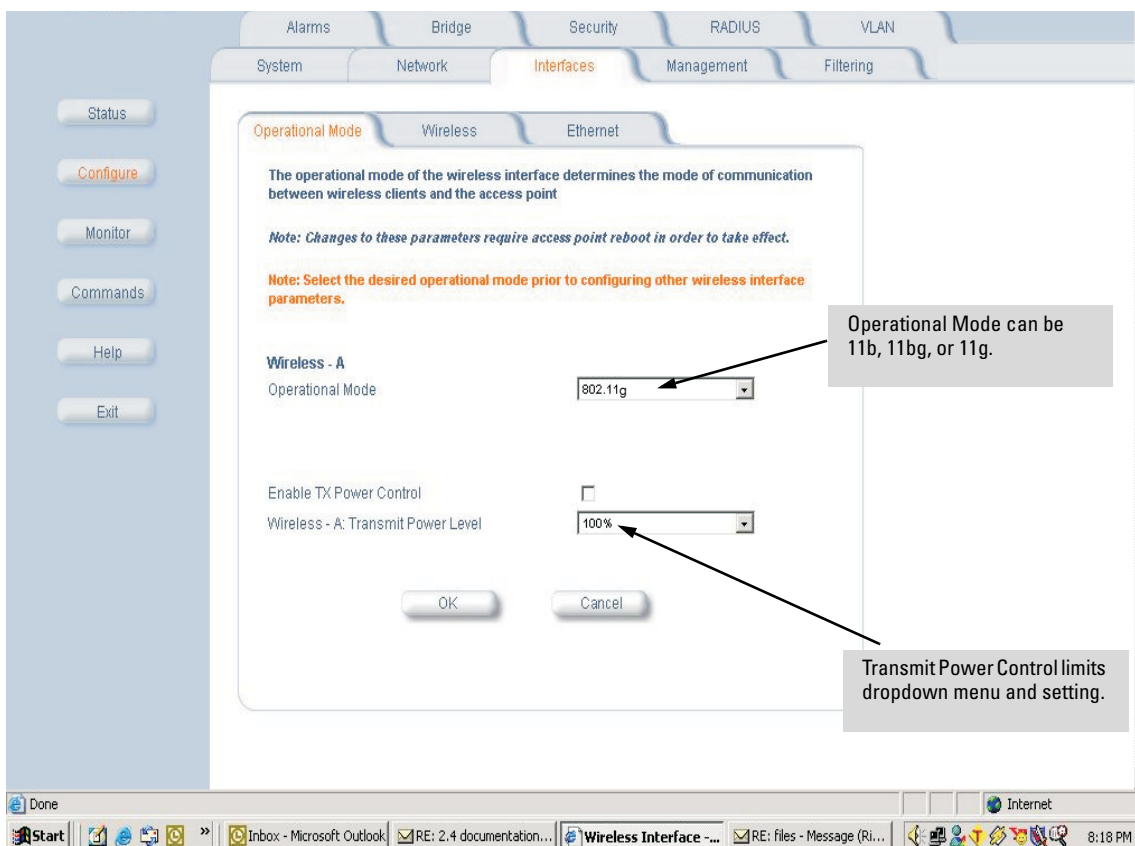 Alarms Bridge Security RADIUS VLAN
System Network Interfaces Management Filtering
Status
Configure
Monitor
Commands
Help
Exit
Operational Mode Wireless Ethernet
The operational mode of the wireless interface determines the mode of communication
between wireless clients and the access point
Note: Changes to these parameters require access point reboot in order to take effect.
Note: Select the desired operational mode prior to configuring other wireless interface
parameters.
Operational Mode can be
11b, 11bg, or 11g.
Wireless - A
Operational Mode 802.11g
Enable TX Power Control
Wireless - A: Transmit Power Level 100%
OK Cancel
Transmit Power Control limits
dropdown menu and setting.
Done Internet
Start » Inbox - Microsoft Outlook RE: 2.4 documentation... Wireless Interface -... RE: files - Message (Ri... 8:18 PM